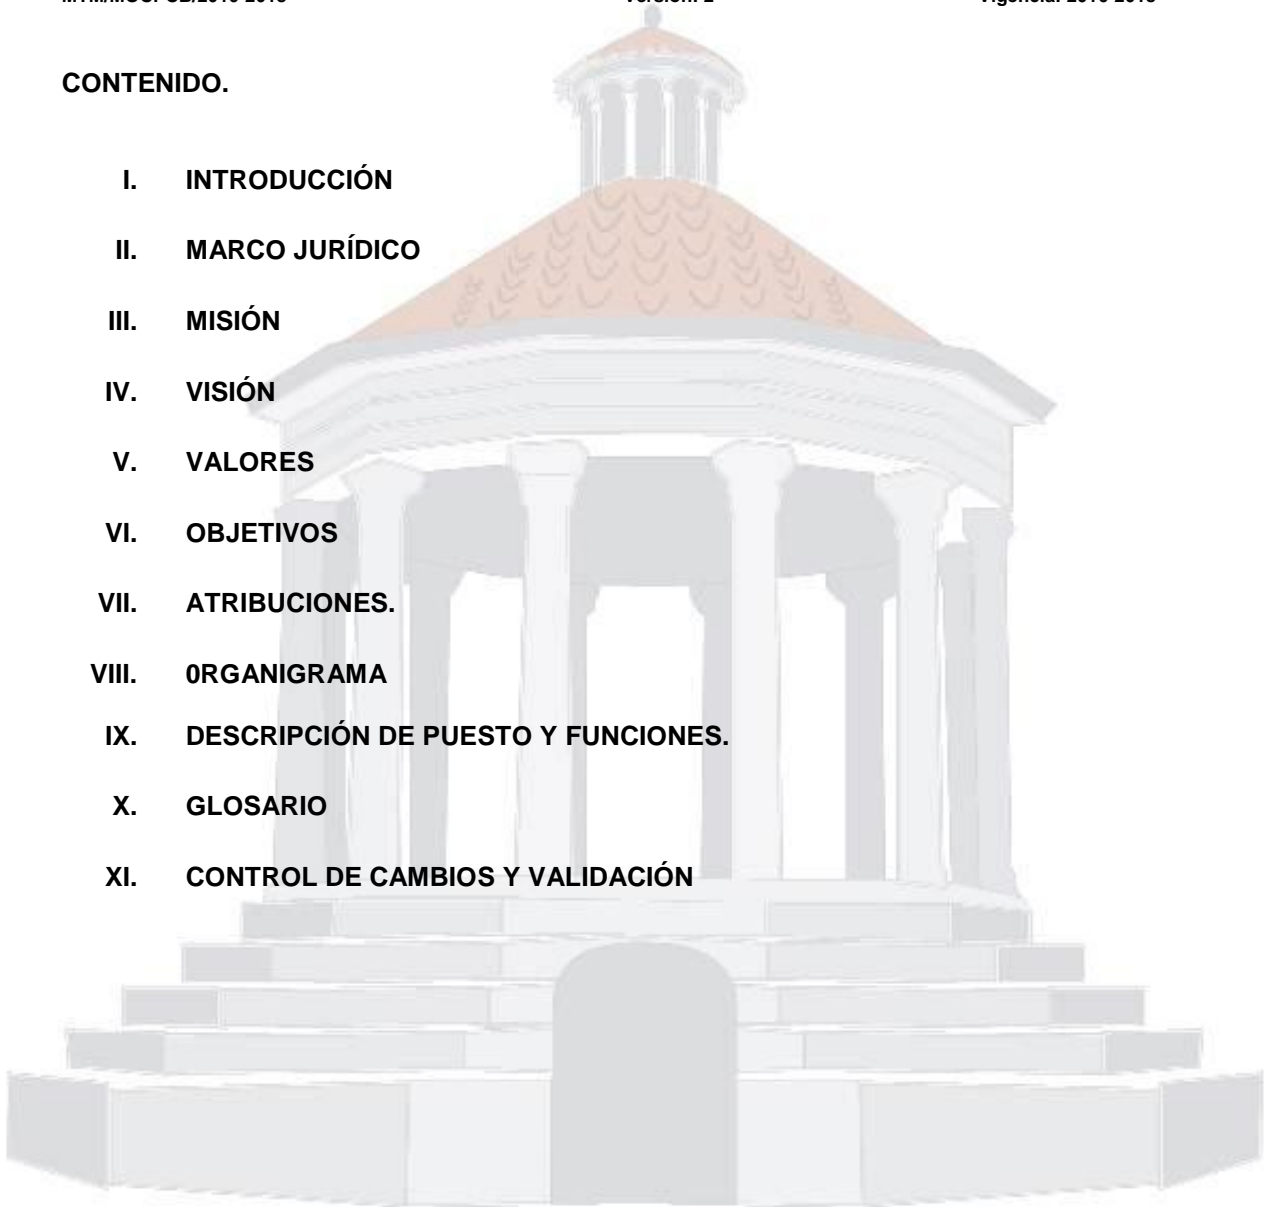 CONTENIDO.
I. INTRODUCCIÓN
II. MARCO JURÍDICO
III. MISIÓN
IV. VISIÓN
V. VALORES
VI. OBJETIVOS
VII. ATRIBUCIONES.
VIII. 0RGANIGRAMA
IX. DESCRIPCIÓN DE PUESTO Y FUNCIONES.
X. GLOSARIO
XI. CONTROL DE CAMBIOS Y VALIDACIÓN